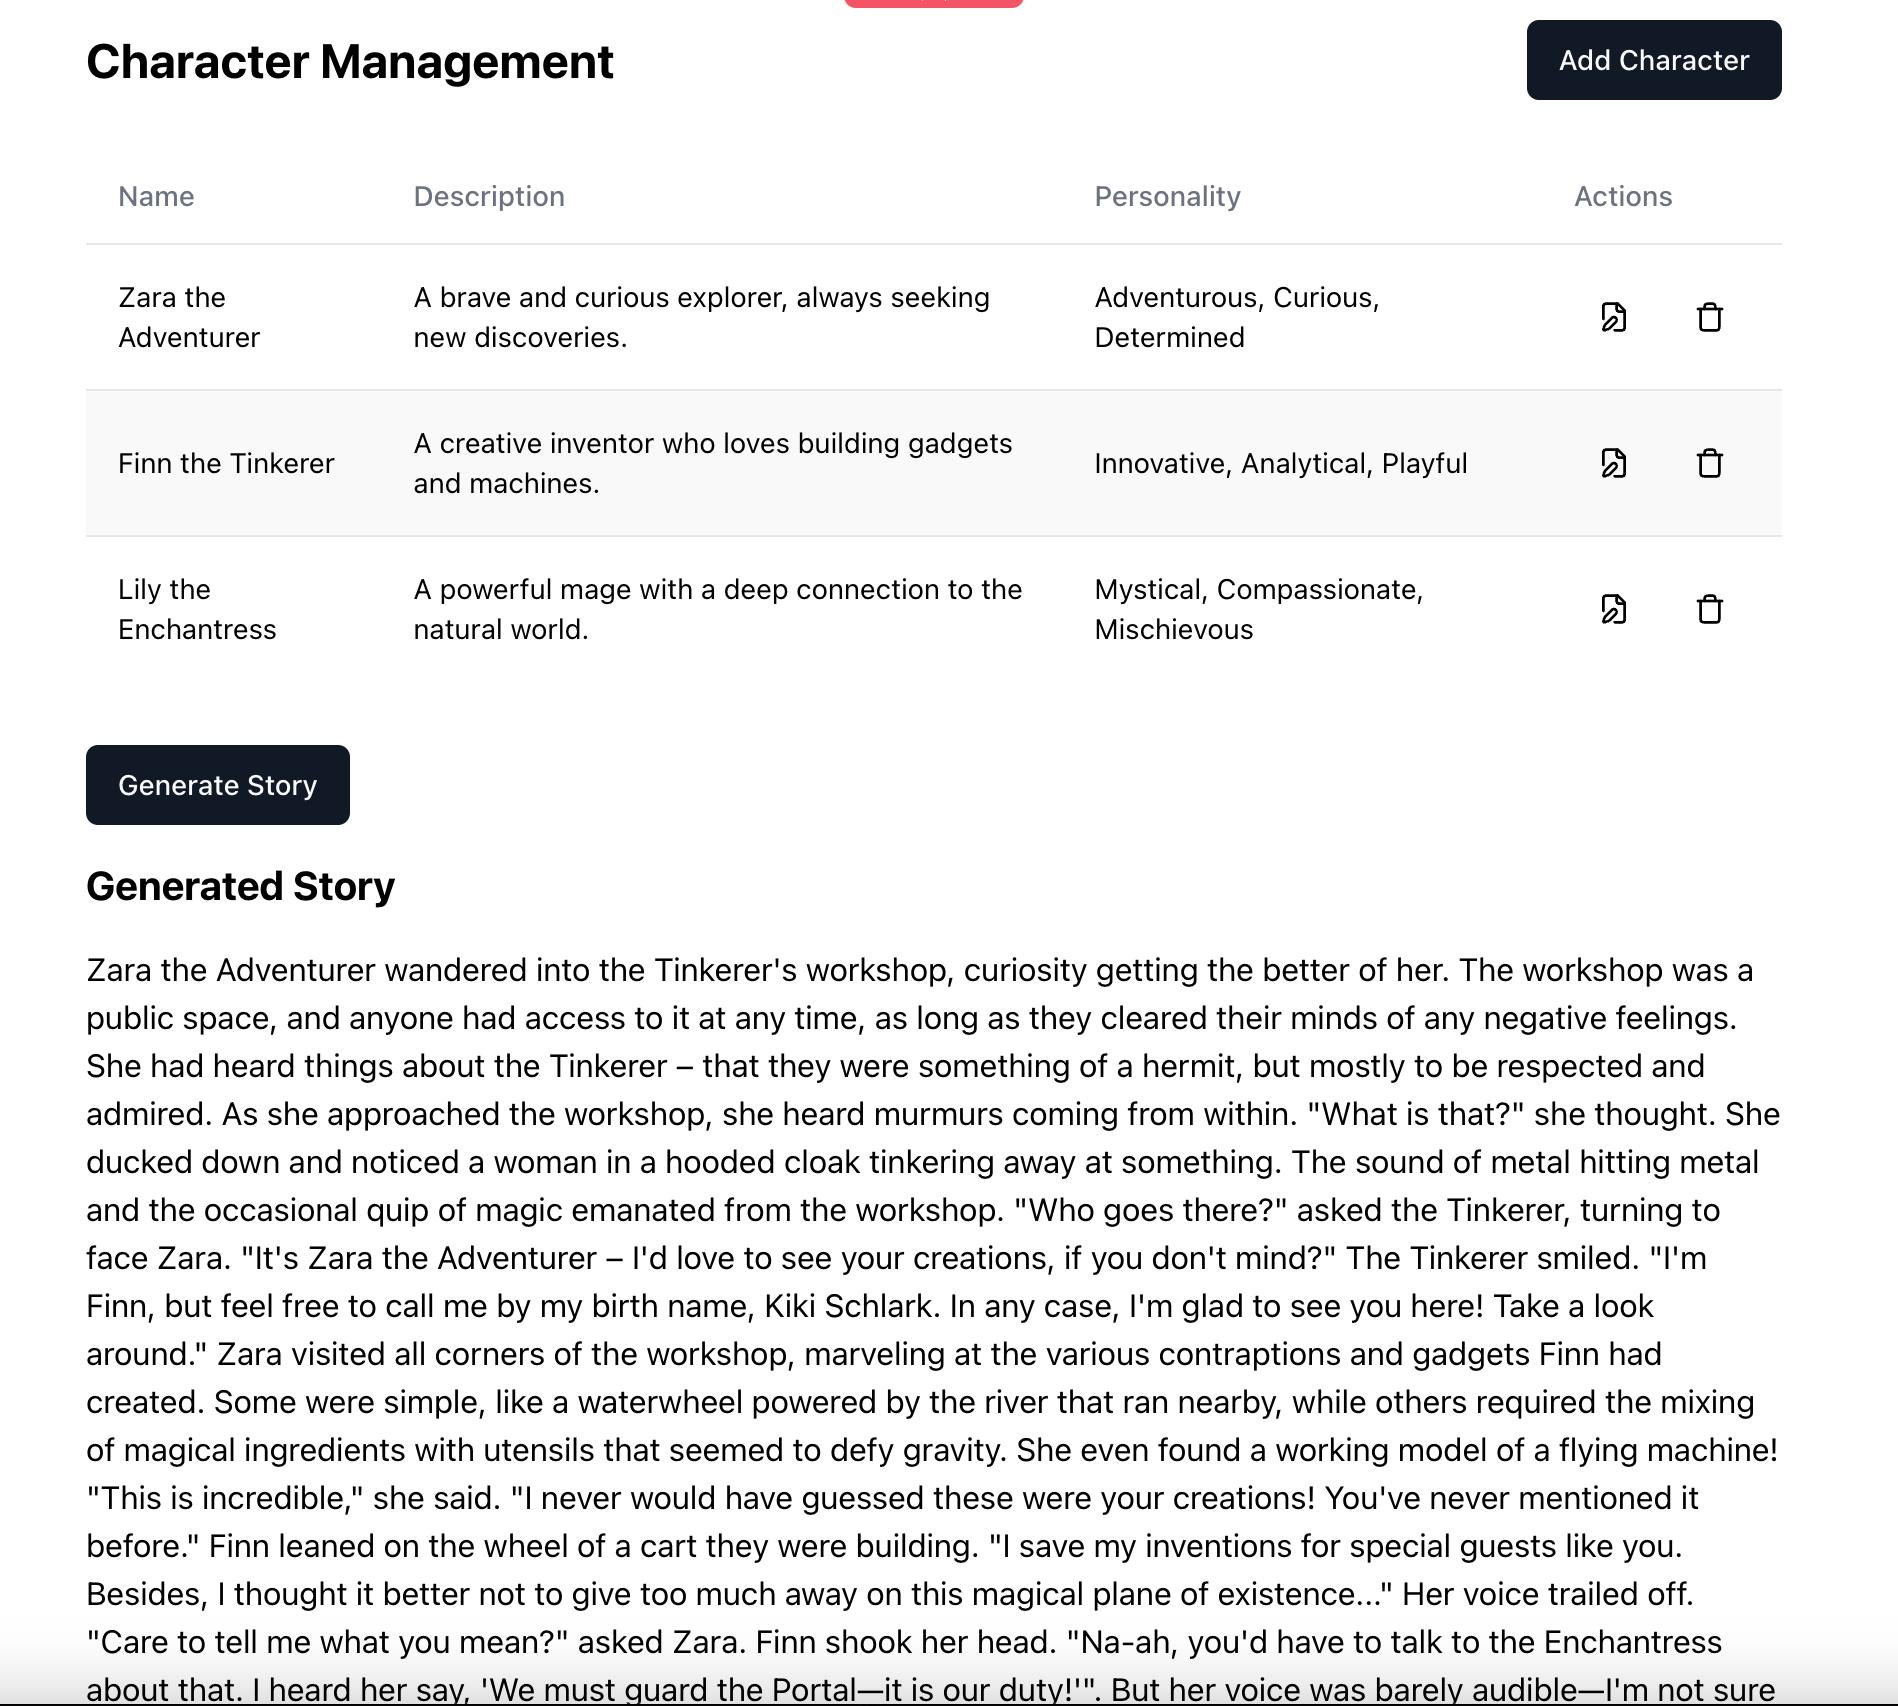 Character Management
Add Character
Name Description Personality Actions
Zara the Adventurer
A brave and curious explorer, always seeking
new discoveries.
Adventurous, Curious,
Determined
Finn the Tinkerer
A creative inventor who loves building gadgets
and machines.
Innovative, Analytical, Playful
Lily the
Enchantress
A powerful mage with a deep connection to the
natural world.
Mystical, Compassionate,
Mischievous
Generate Story
Generated Story
Zara the Adventurer wandered into the Tinkerer's workshop, curiosity getting the better of her. The workshop was a
public space, and anyone had access to it at any time, as long as they cleared their minds of any negative feelings.
She had heard things about the Tinkerer – that they were something of a hermit, but mostly to be respected and
admired. As she approached the workshop, she heard murmurs coming from within. "What is that?" she thought. She
ducked down and noticed a woman in a hooded cloak tinkering away at something. The sound of metal hitting metal
and the occasional quip of magic emanated from the workshop. "Who goes there?" asked the Tinkerer, turning to
face Zara. "It's Zara the Adventurer – I'd love to see your creations, if you don't mind?" The Tinkerer smiled. "I'm
Finn, but feel free to call me by my birth name, Kiki Schlark. In any case, I'm glad to see you here! Take a look
around." Zara visited all corners of the workshop, marveling at the various contraptions and gadgets Finn had
created. Some were simple, like a waterwheel powered by the river that ran nearby, while others required the mixing
of magical ingredients with utensils that seemed to defy gravity. She even found a working model of a flying machine!
"This is incredible," she said. "I never would have guessed these were your creations! You've never mentioned it
before." Finn leaned on the wheel of a cart they were building. "I save my inventions for special guests like you.
Besides, I thought it better not to give too much away on this magical plane of existence..." Her voice trailed off.
"Care to tell me what you mean?" asked Zara. Finn shook her head. "Na-ah, you'd have to talk to the Enchantress
about that. I heard her say, 'We must guard the Portal—it is our duty!'". But her voice was barely audible—I'm not sure